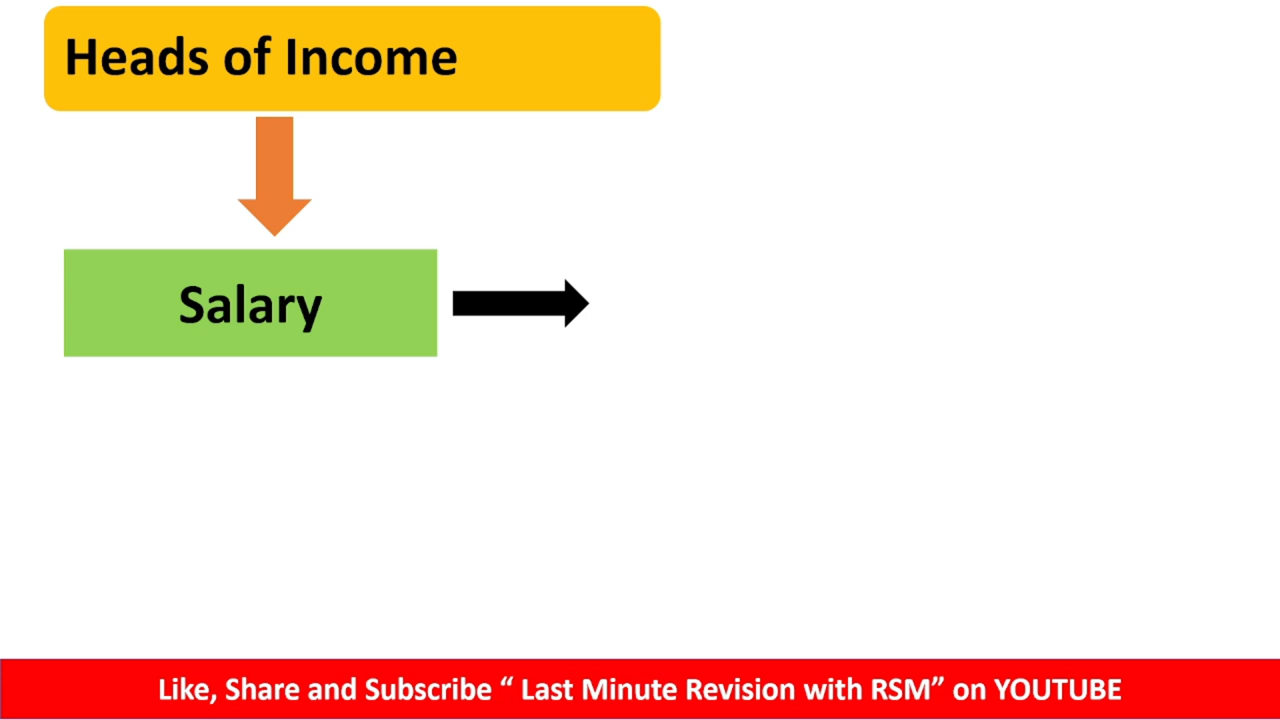 Heads of Income
Salary
Like, Share and Subscribe “ Last Minute Revision with RSM” on YOUTUBE